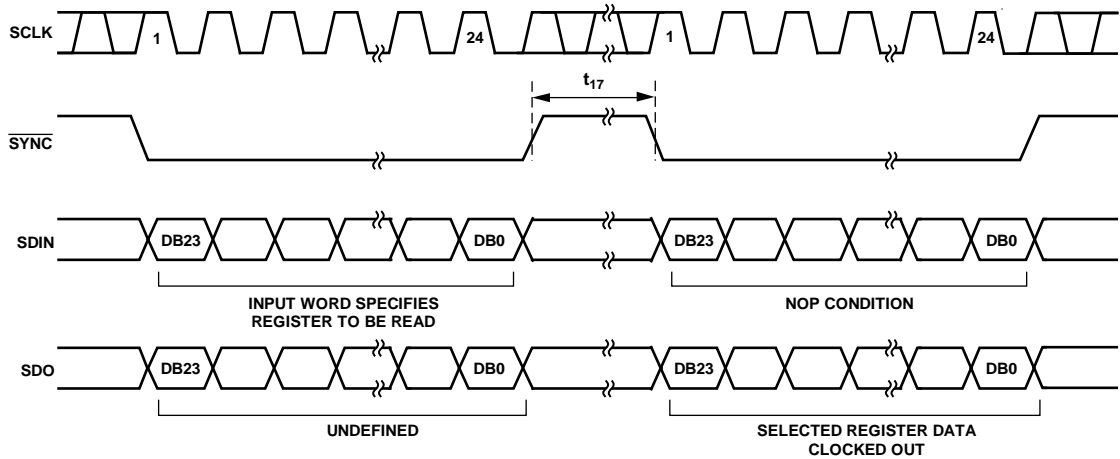 SCLK
1
24
1
24
t17
SYNC
SDIN
DB23
DB0
DB23
DB0
INPUT WORD SPECIFIES
REGISTER TO BE READ
NOP CONDITION
SDO
DB23
DB0
DB23
DB0
UNDEFINED
SELECTED REGISTER DATA
CLOCKED OUT